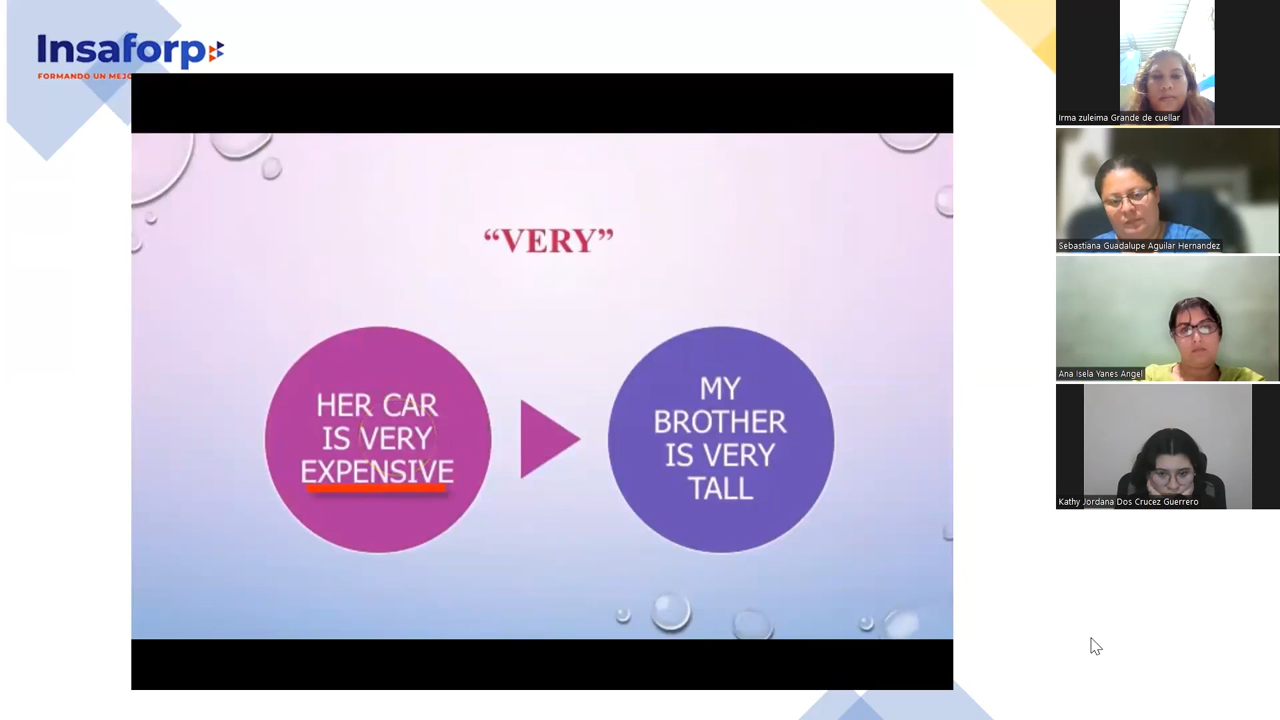 Insaforp
FORMANDO UN MEJO
“VERY”
HER CAR
IS VERY
EXPENSIVE
MY
BROTHER
IS VERY
TALL
Irma zuleima Grande de cuellar
Sebastiana Guadalupe Aguilar Hernandez
Ana Isela Yanes Angel
Kathy Jordana Dos Crucez Guerrero